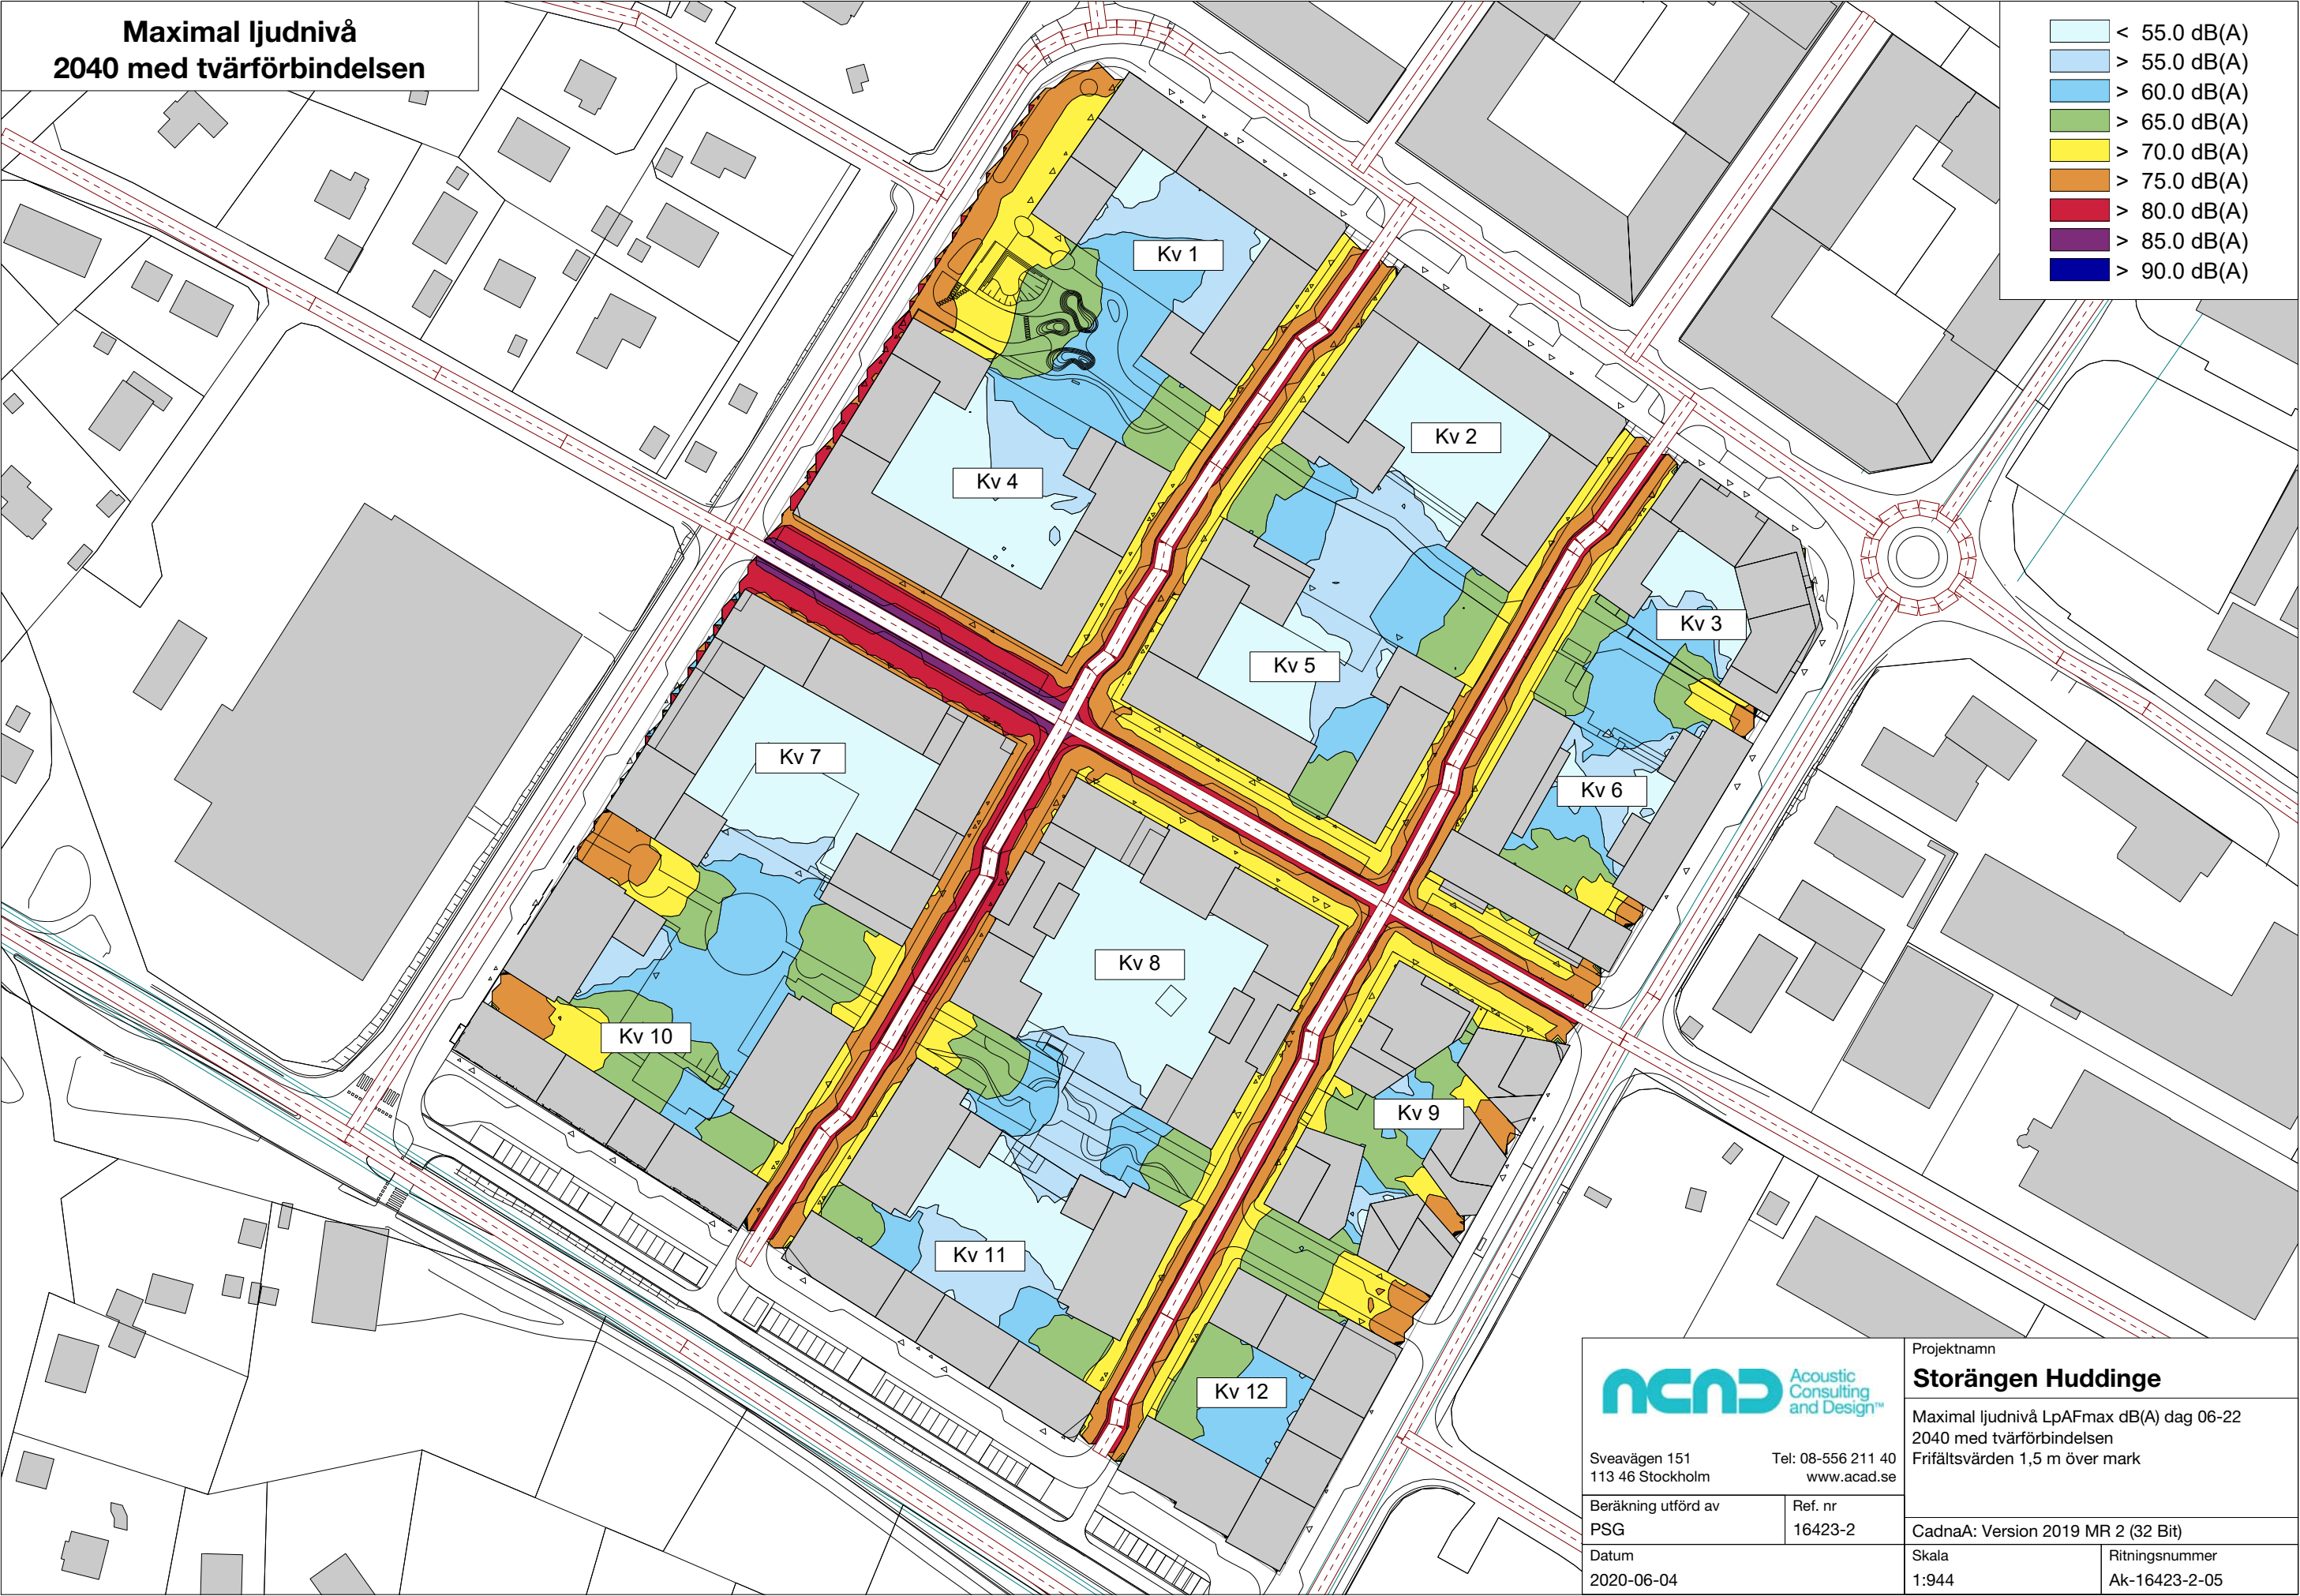 Maximal ljudnivå
2040 med tvärförbindelsen
< 55.0 dB(A)
> 55.0 dB(A)
> 60.0 dB(A)
> 65.0 dB(A)
> 70.0 dB(A)
> 75.0 dB(A)
> 80.0 dB(A)
> 85.0 dB(A)
> 90.0 dB(A)
Kv 1
Kv 2
Kv 4
Kv 3
Kv 5
Kv 7
Kv 6
Kv 8
Kv 10
Kv 9
Kv 11
Kv 12
ACAD
Acoustic
Consulting
and Design™
Sveavägen 151
113 46 Stockholm
Tel: 08-556 211 40
www.acad.se
Projektnamn
Storängen Huddinge
Maximal ljudnivå LpAFmax dB(A) dag 06-22
2040 med tvärförbindelsen
Frifältsvärden 1,5 m över mark
Beräkning utförd av
PSG
Ref. nr
16423-2
CadnaA: Version 2019 MR 2 (32 Bit)
Datum
2020-06-04
Skala
1:944
Ritningsnummer
Ak-16423-2-05